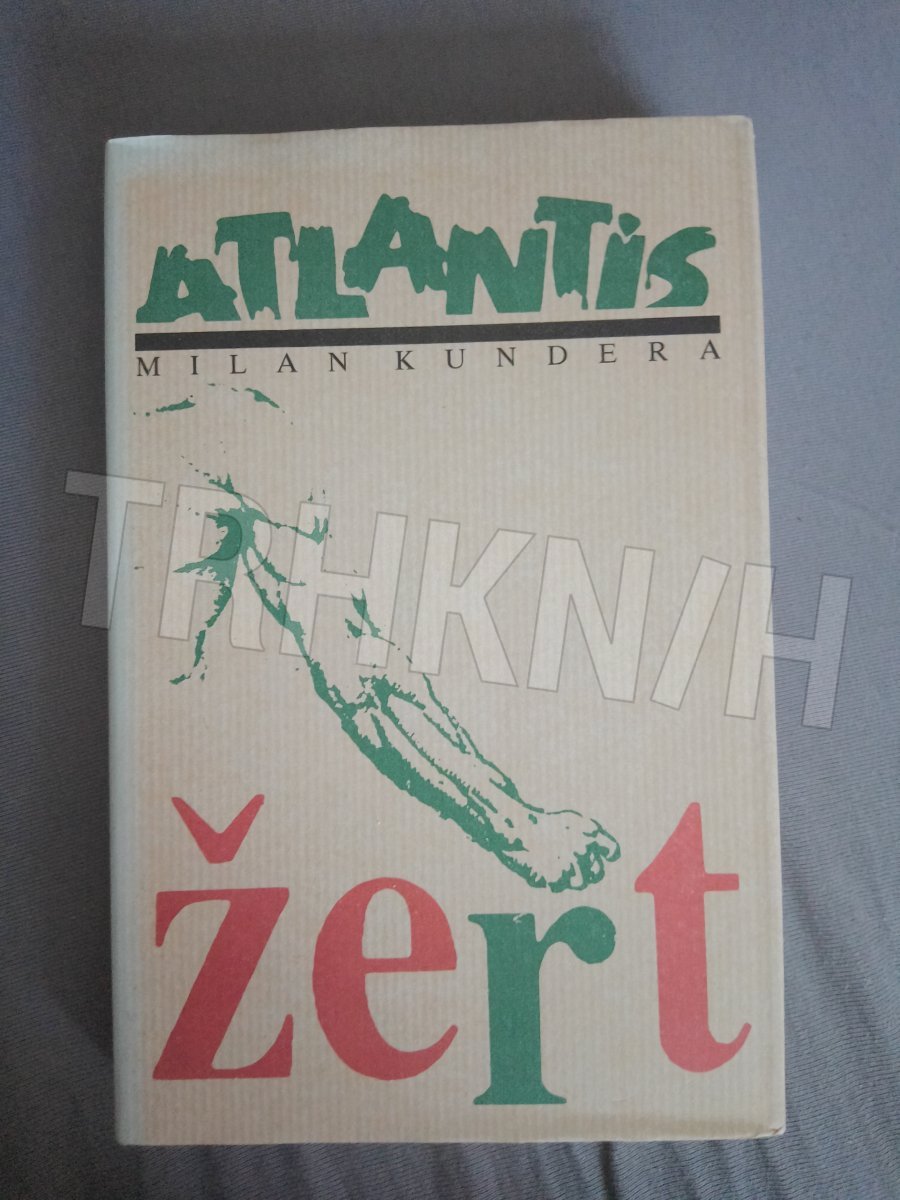 ATLANTiS
MILAN KUNDERA
TRHKNIH
žert